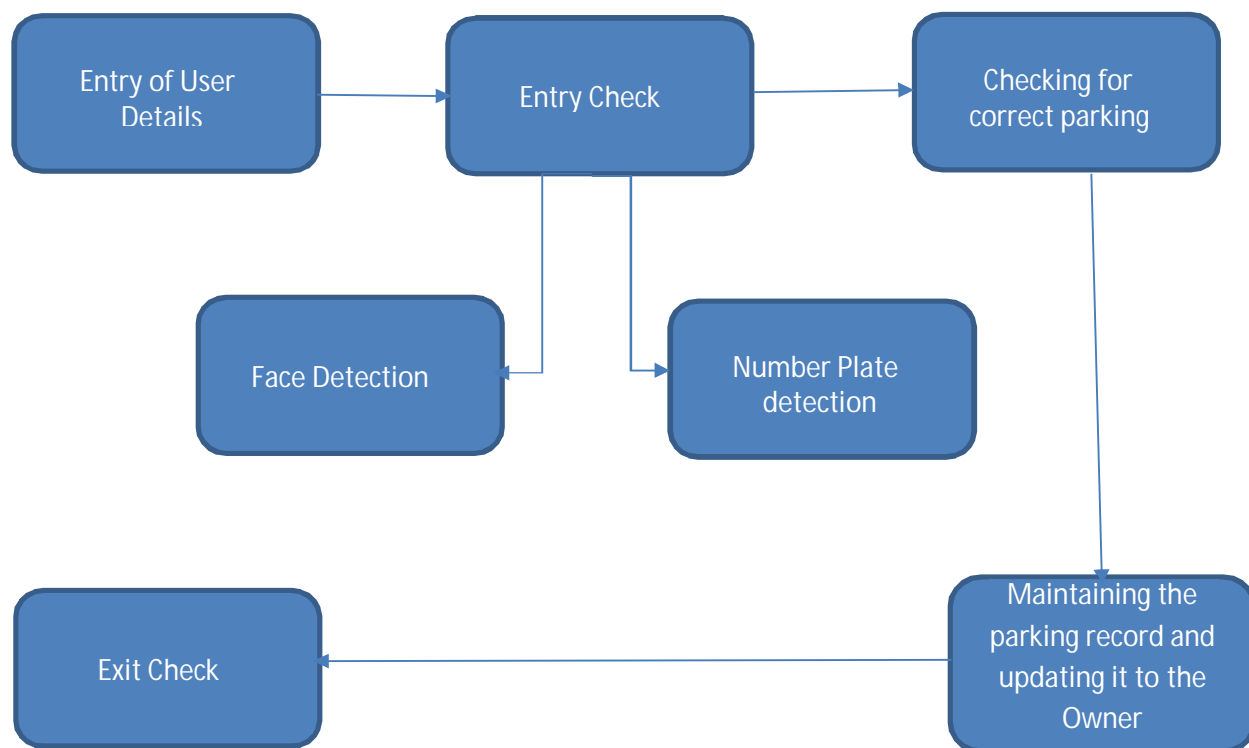 Entry of User
Details
Entry Check
Checking for
correct parking
Face Detection
Number Plate
detection
Exit Check
Maintaining the
parking record and
updating it to the
Owner